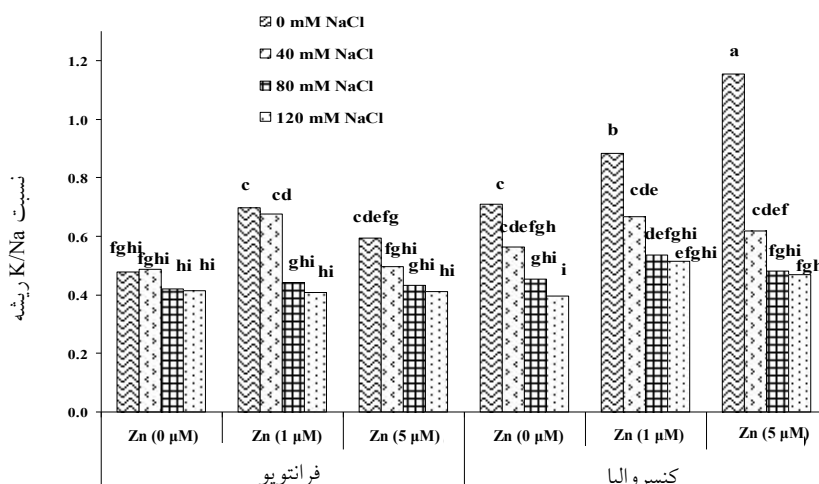 0 mM NaCl
40 mM NaCl
80 mM NaCl
120 mM NaCl
نسبت K/Na ریشه
1.2
1.0
0.8
0.6
0.4
0.2
0.0
fghi fghi hi hi
c cd ghi hi
cdefg fghi ghi hi
c cdefgh ghi i
b cde defghi efghi
a cdef fghi fgh
Zn (0 µM) Zn (1 µM) Zn (5 µM) Zn (0 µM) Zn (1 µM) Zn (5 µM)
فرانتویو کنسروالیا